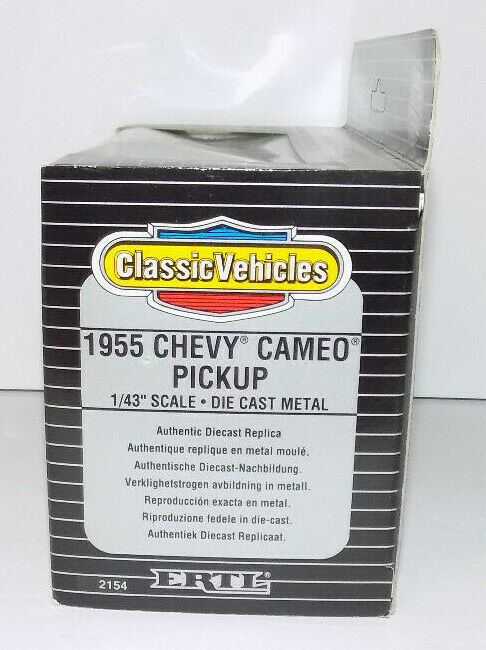 ClassicVehicles
1955 CHEVY® CAMEO®
PICKUP
1/43" SCALE • DIE CAST METAL
Authentic Diecast Replica
Authentique replique en metal moulé.
Authentische Diecast-Nachbildung.
Verklighetstrogen avbildning in metall.
Reproducción exacta en metal.
Riproduzione fedele in die-cast.
Authentiek Diecast Replicaat.
2154 ERTL®